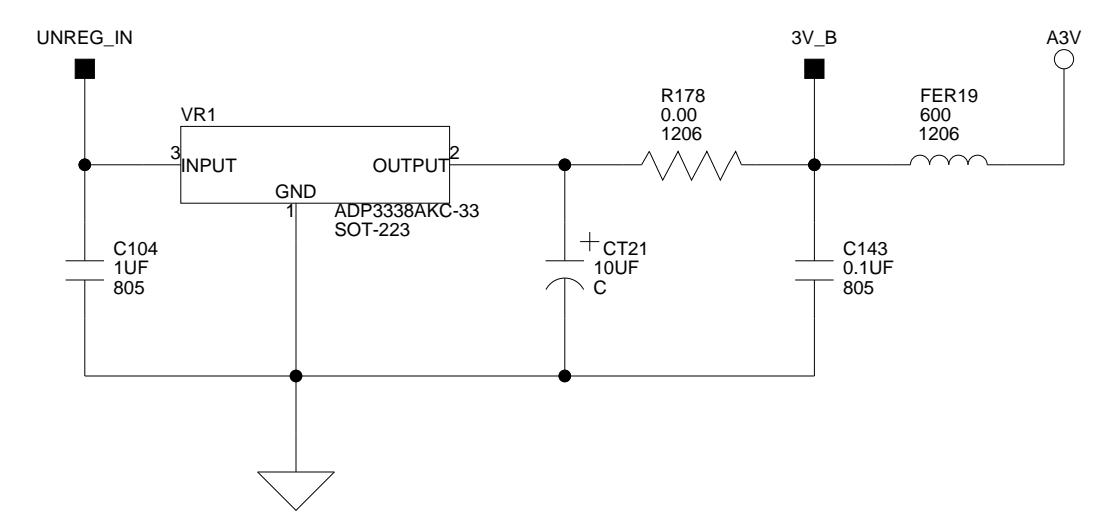 UNREG_IN
3V_B
A3V
VR1
R178
0.00
1206
FER19
600
1206
3
INPUT
OUTPUT
2
GND
1
ADP3338AKC-33
SOT-223
C104
1UF
805
+
CT21
10UF
C
C143
0.1UF
805